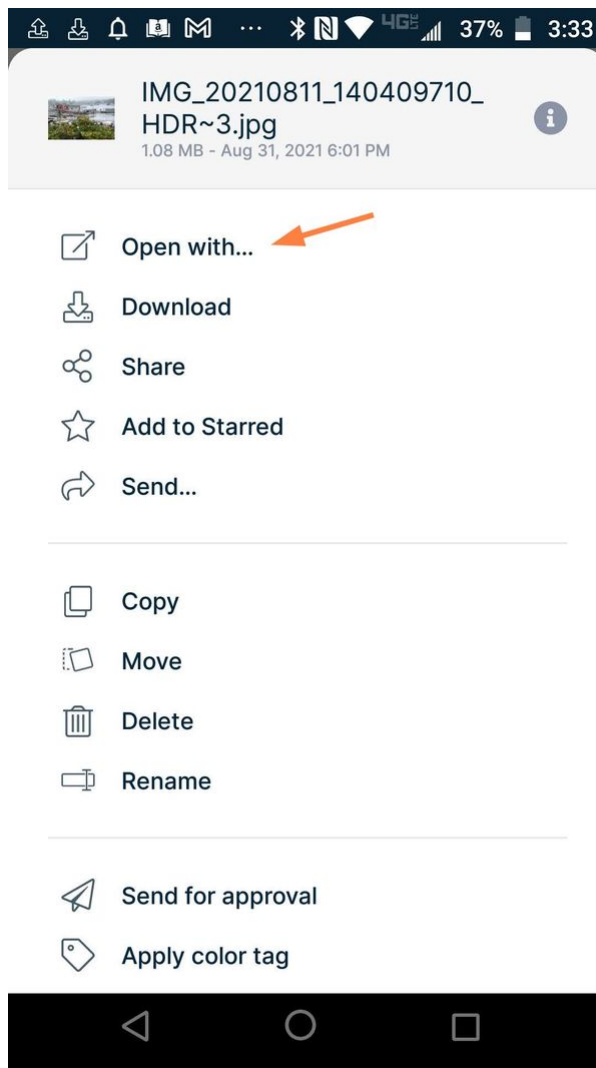 4G 37% 3:33
IMG_20210811_140409710_
HDR~3.jpg
1.08 MB - Aug 31, 2021 6:01 PM
Open with...
Download
Share
Add to Starred
Send...
Copy
Move
Delete
Rename
Send for approval
Apply color tag